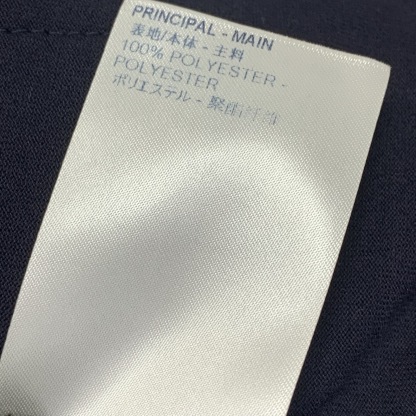 PRINCIPAL - MAIN
表地/本体 - 主料
100% POLYESTER -
POLYESTER
ポリエステル - 聚酯纤维